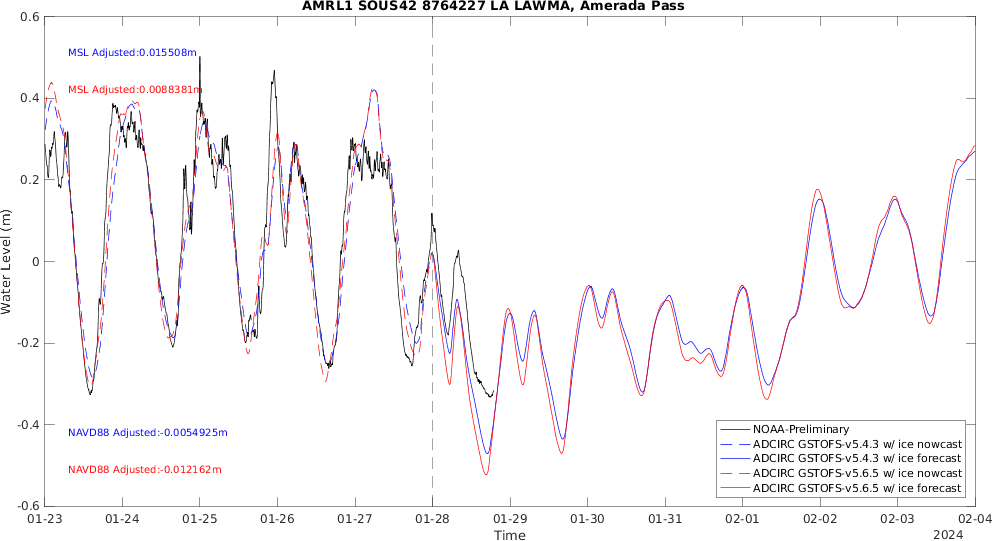 AMRL1 SOUS42 8764227 LA LAWMA, Amerada Pass
0.6
0.4
0.2
0
-0.2
-0.4
-0.6
Water Level (m)
MSL Adjusted:0.015508m
MSL Adjusted:0.0088381m
NAVD88 Adjusted:-0.0054925m
NAVD88 Adjusted:-0.012162m
NOAA-Preliminary
ADCIRC GSTOFS-v5.4.3 w/ ice nowcast
ADCIRC GSTOFS-v5.4.3 w/ ice forecast
ADCIRC GSTOFS-v5.6.5 w/ ice nowcast
ADCIRC GSTOFS-v5.6.5 w/ ice forecast
01-23 01-24 01-25 01-26 01-27 01-28 01-29 01-30 01-31 02-01 02-02 02-03 02-04
Time
2024